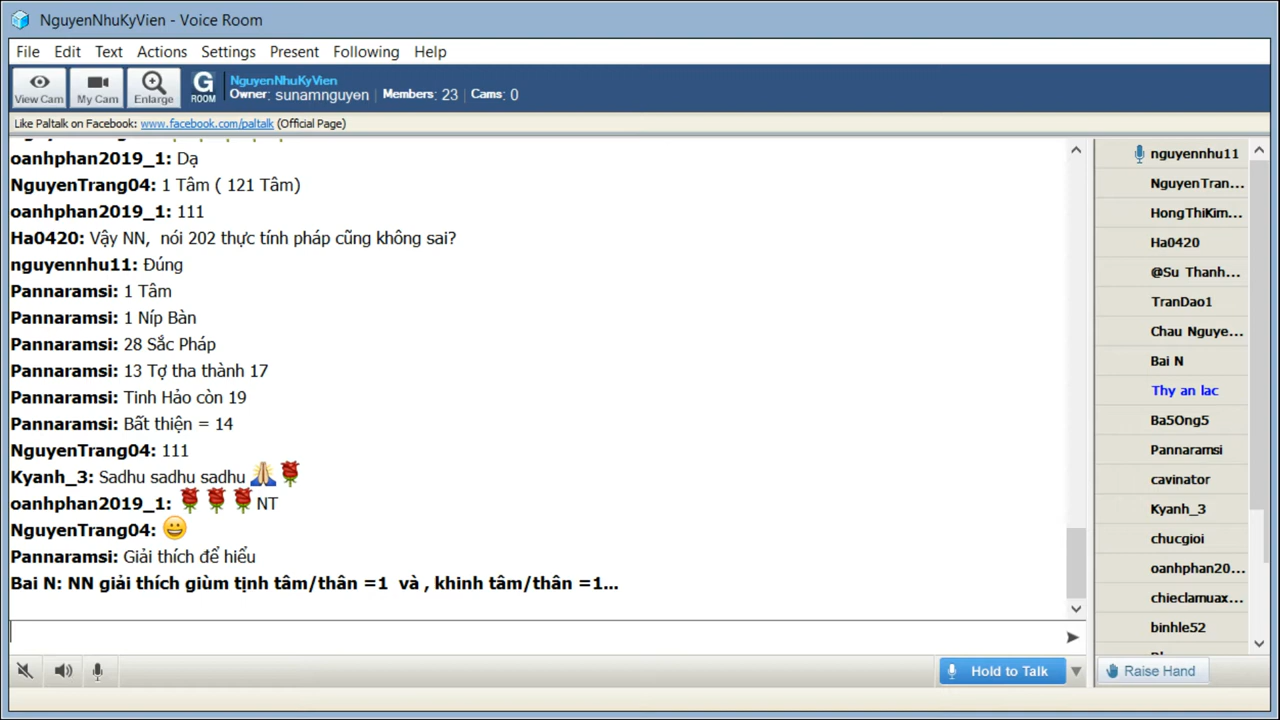 NguyenNhuKyVien - Voice Room
File Edit Text Actions Settings Present Following Help
View Cam My Cam Enlarge G ROOM NguyenNhuKyVien
Owner: sunamnguyen Members: 23 Cams: 0
Like Paltalk on Facebook: www.facebook.com/paltalk (Official Page)
oanhphan2019_1: Dạ
NguyenTrang04: 1 Tâm ( 121 Tâm)
oanhphan2019_1: 111
Ha0420: Vậy NN, nói 202 thực tính pháp cũng không sai?
nguyennhu11: Đúng
Pannaramsi: 1 Tâm
Pannaramsi: 1 Níp Bàn
Pannaramsi: 28 Sắc Pháp
Pannaramsi: 13 Tợ tha thành 17
Pannaramsi: Tinh Hảo còn 19
Pannaramsi: Bất thiện = 14
NguyenTrang04: 111
Kyanh_3: Sadhu sadhu sadhu 🙏🌹
oanhphan2019_1: 🌹🌹🌹NT
NguyenTrang04: 😀
Pannaramsi: Giải thích để hiểu
Bai N: NN giải thích giùm tịnh tâm/thân =1 và , khinh tâm/thân =1...
nguyennhu11
NguyenTran...
HongThiKim...
Ha0420
@Su Thanh...
TranDao1
Chau Nguye...
Bai N
Thy an lac
Ba5Ong5
Pannaramsi
cavinator
Kyanh_3
chucgioi
oanhphan20...
chieclamuax...
binhle52
Hold to Talk
Raise Hand